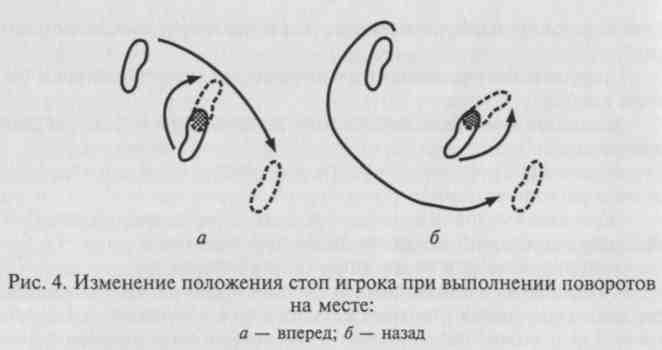 а
б
Рис. 4. Изменение положения стоп игрока при выполнении поворотов
на месте:
а — вперед; б — назад